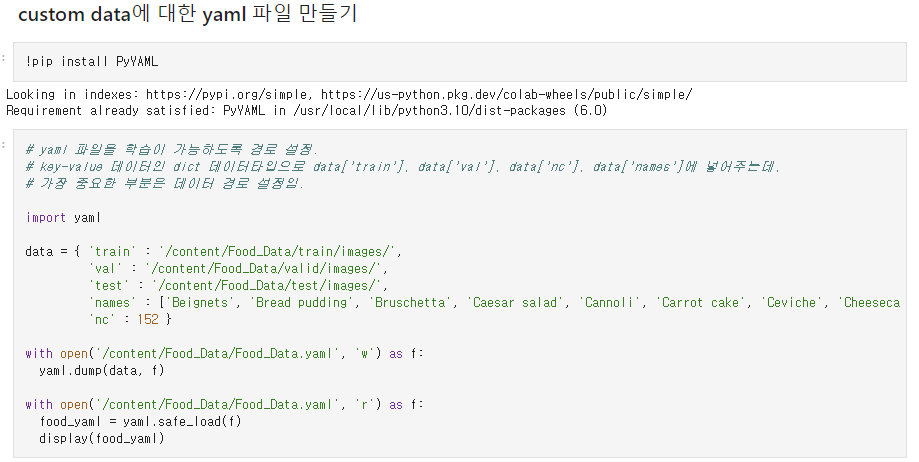 custom data에 대한 yaml 파일 만들기
:
!pip install PyYAML
Looking in indexes: https://pypi.org/simple, https://us-python.pkg.dev/colab-wheels/public/simple/
Requirement already satisfied: PyYAML in /usr/local/lib/python3.10/dist-packages (6.0)
:
# yaml 파일을 학습이 가능하도록 경로 설정.
# key-value 데이터인 dict 데이터타입으로 data['train'], data['val'], data['nc'], data['names']에 넣어주는데,
# 가장 중요한 부분은 데이터 경로 설정임.
import yaml
data = { 'train' : '/content/Food_Data/train/images/',
'val' : '/content/Food_Data/valid/images/',
'test' : '/content/Food_Data/test/images/',
'names' : ['Beignets', 'Bread pudding', 'Bruschetta', 'Caesar salad', 'Cannoli', 'Carrot cake', 'Ceviche', 'Cheeseca
'nc' : 152 }
with open('/content/Food_Data/Food_Data.yaml', 'w') as f:
yaml.dump(data, f)
with open('/content/Food_Data/Food_Data.yaml', 'r') as f:
food_yaml = yaml.safe_load(f)
display(food_yaml)